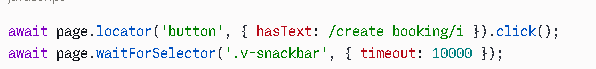 await page.locator('button', { hasText: /create booking/i }).click();
await page.waitForSelector('.v-snackbar', { timeout: 10000 });